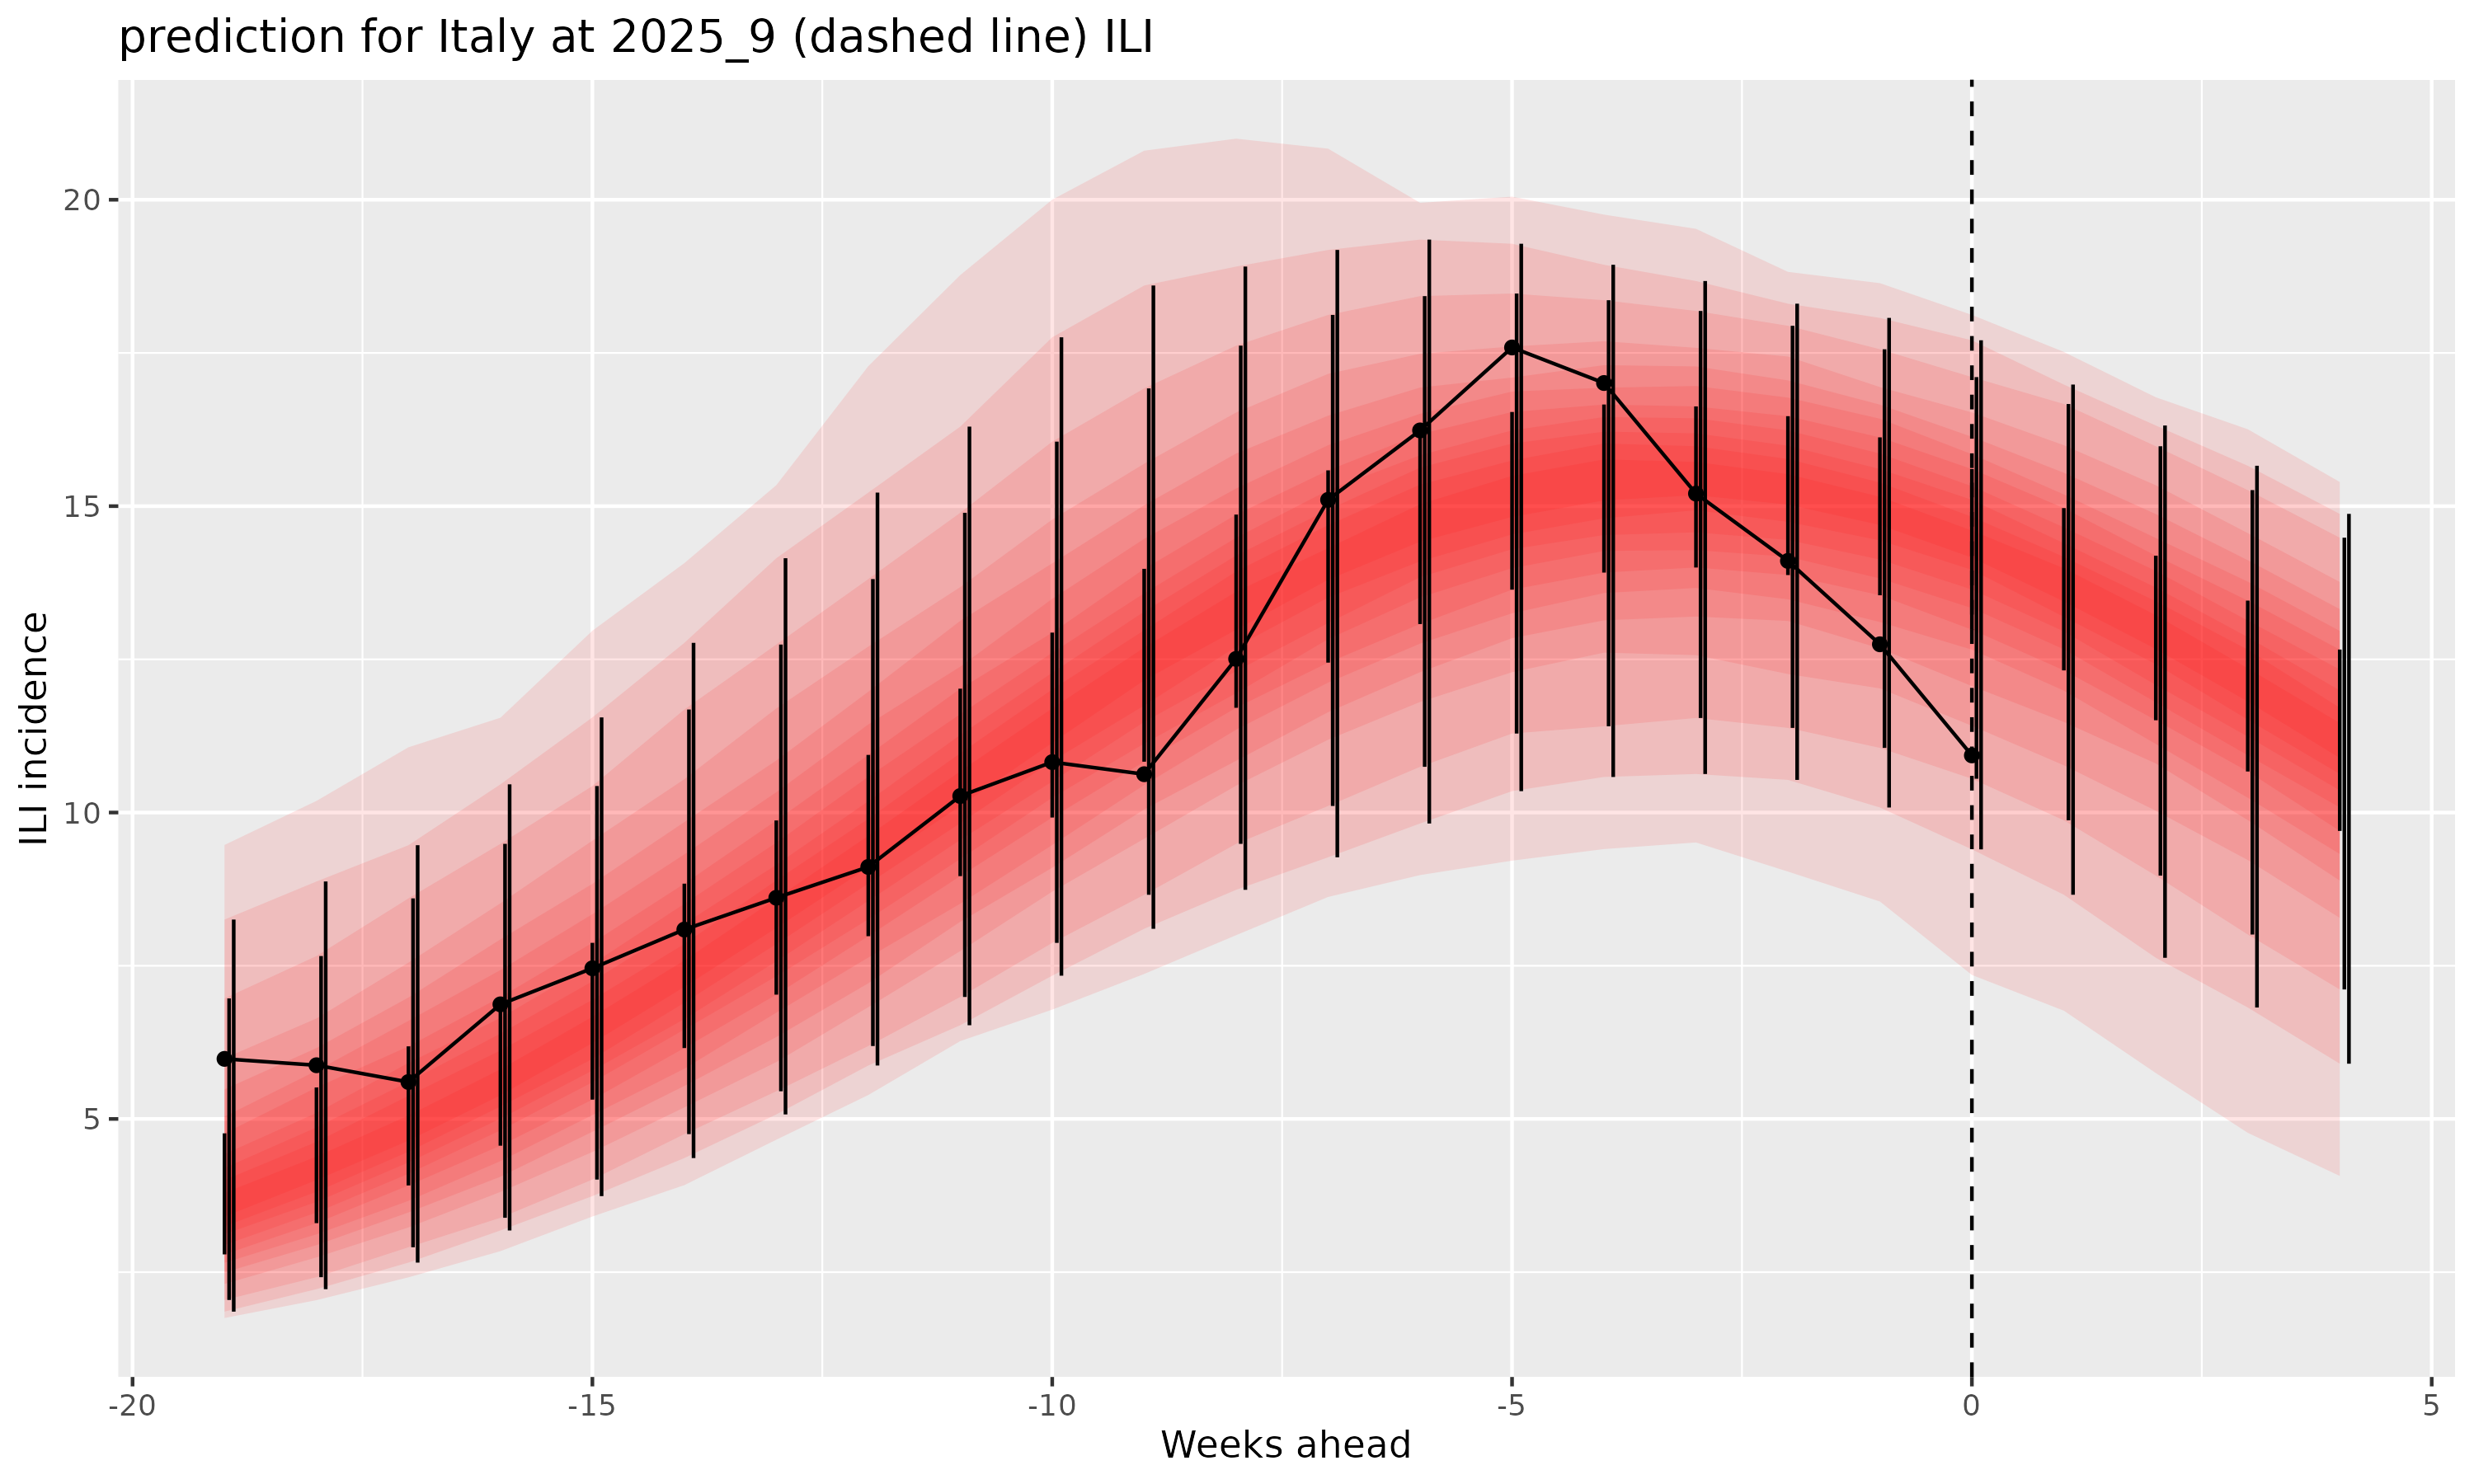 prediction for Italy at 2025_9 (dashed line) ILI
ILI incidence
20
15
10
5
-20 -15 -10 -5 0 5
Weeks ahead